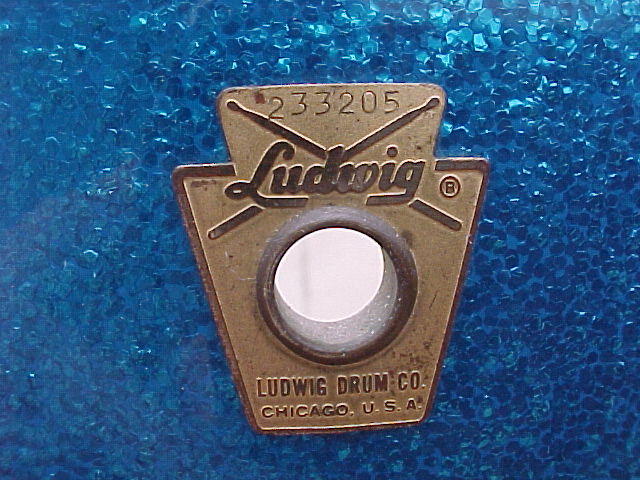 233205
Ludwig ®
LUDWIG DRUM CO.
CHICAGO, U.S.A.